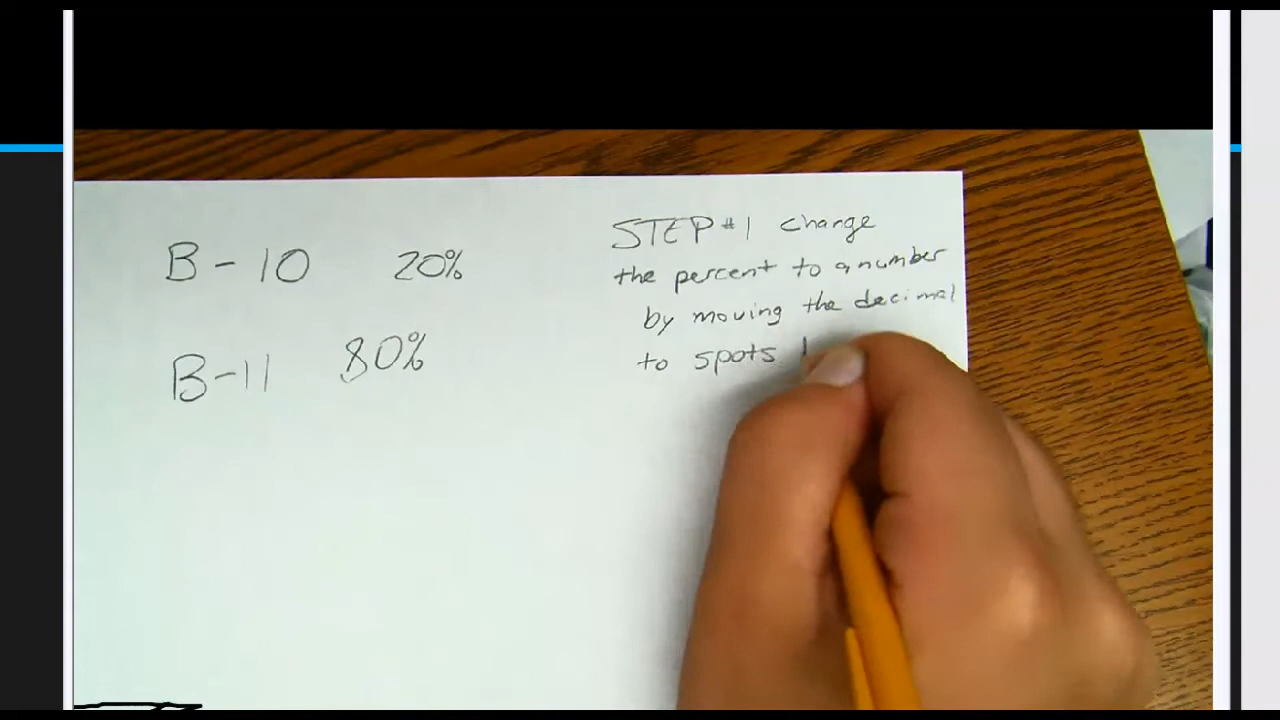 B-10 20%
B-11 80%
STEP #1 change
the percent to a number
by moving the decimal
to spots